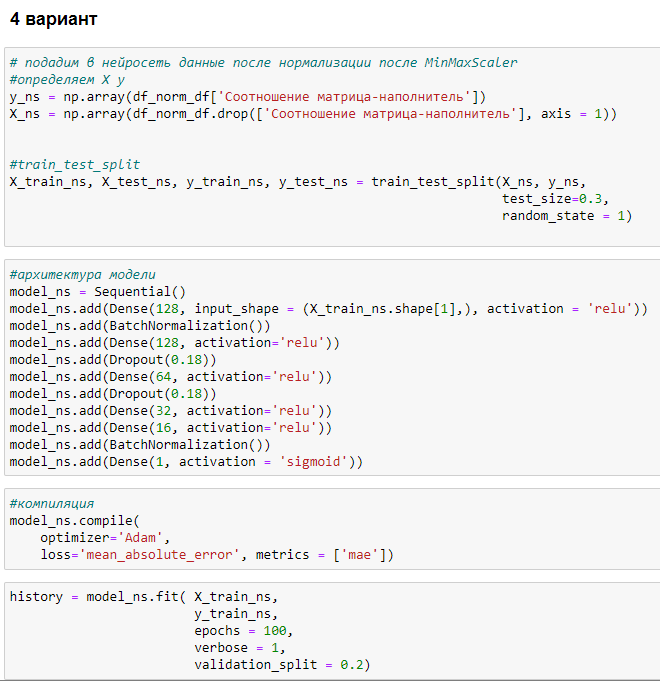 4 вариант
# подадим в нейросеть данные после нормализации после MinMaxScaler
#определяем X y
y_ns = np.array(df_norm_df['Соотношение матрица-наполнитель'])
X_ns = np.array(df_norm_df.drop(['Соотношение матрица-наполнитель'], axis = 1))
#train_test_split
X_train_ns, X_test_ns, y_train_ns, y_test_ns = train_test_split(X_ns, y_ns,
test_size=0.3,
random_state = 1)
#архитектура модели
model_ns = Sequential()
model_ns.add(Dense(128, input_shape = (X_train_ns.shape[1],), activation = 'relu'))
model_ns.add(BatchNormalization())
model_ns.add(Dense(128, activation='relu'))
model_ns.add(Dropout(0.18))
model_ns.add(Dense(64, activation='relu'))
model_ns.add(Dropout(0.18))
model_ns.add(Dense(32, activation='relu'))
model_ns.add(Dense(16, activation='relu'))
model_ns.add(BatchNormalization())
model_ns.add(Dense(1, activation = 'sigmoid'))
#компиляция
model_ns.compile(
optimizer='Adam',
loss='mean_absolute_error', metrics = ['mae'])
history = model_ns.fit( X_train_ns,
y_train_ns,
epochs = 100,
verbose = 1,
validation_split = 0.2)